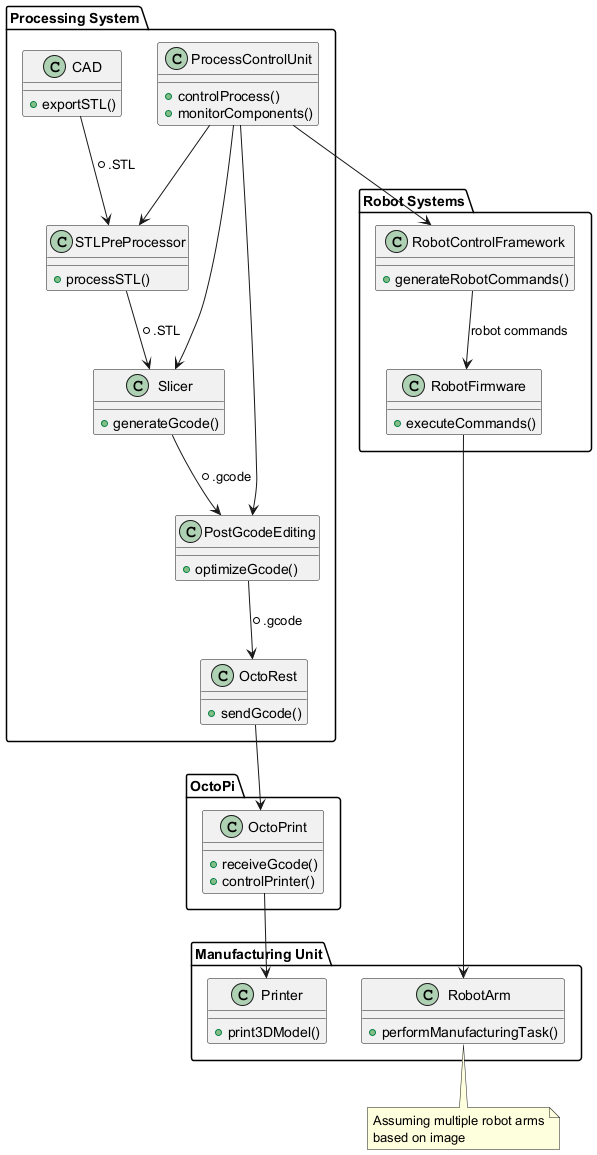 Processing System
C CAD
exportSTL()
C ProcessControlUnit
controlProcess()
monitorComponents()
.STL
Robot Systems
C STLPreProcessor
processSTL()
C RobotControlFramework
generateRobotCommands()
.STL
robot commands
C Slicer
generateGcode()
C RobotFirmware
executeCommands()
.gcode
C PostGcodeEditing
optimizeGcode()
.gcode
C OctoRest
sendGcode()
OctoPi
C OctoPrint
receiveGcode()
controlPrinter()
Manufacturing Unit
C Printer
print3DModel()
C RobotArm
performManufacturingTask()
Assuming multiple robot arms
based on image